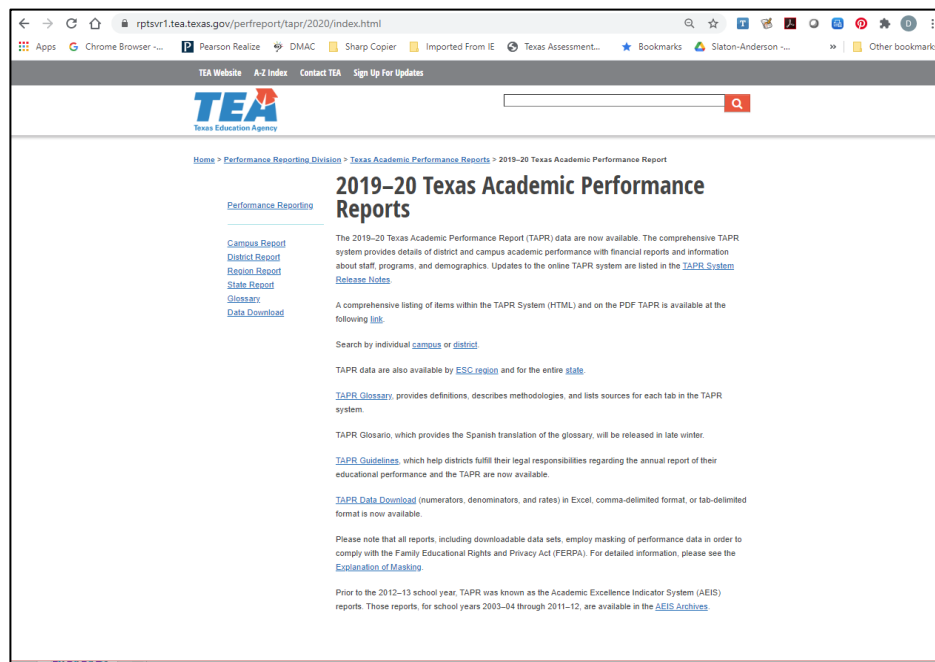 rptsvr1.tea.texas.gov/perfreport/tapr/2020/index.html
Apps Chrome Browser -... Pearson Realize DMAC Sharp Copier Imported From IE Texas Assessment... Bookmarks Slaton-Anderson -... » Other bookmarks
TEA Website A-Z Index Contact TEA Sign Up For Updates
TEA
Texas Education Agency
Home > Performance Reporting Division > Texas Academic Performance Reports > 2019–20 Texas Academic Performance Report
Performance Reporting
Campus Report
District Report
Region Report
State Report
Glossary
Data Download
2019–20 Texas Academic Performance
Reports
The 2019–20 Texas Academic Performance Report (TAPR) data are now available. The comprehensive TAPR
system provides details of district and campus academic performance with financial reports and information
about staff, programs, and demographics. Updates to the online TAPR system are listed in the TAPR System
Release Notes.
A comprehensive listing of items within the TAPR System (HTML) and on the PDF TAPR is available at the
following link.
Search by individual campus or district.
TAPR data are also available by ESC region and for the entire state.
TAPR Glossary, provides definitions, describes methodologies, and lists sources for each tab in the TAPR
system.
TAPR Glosario, which provides the Spanish translation of the glossary, will be released in late winter.
TAPR Guidelines, which help districts fulfill their legal responsibilities regarding the annual report of their
educational performance and the TAPR are now available.
TAPR Data Download (numerators, denominators, and rates) in Excel, comma-delimited format, or tab-delimited
format is now available.
Please note that all reports, including downloadable data sets, employ masking of performance data in order to
comply with the Family Educational Rights and Privacy Act (FERPA). For detailed information, please see the
Explanation of Masking.
Prior to the 2012–13 school year, TAPR was known as the Academic Excellence Indicator System (AEIS)
reports. Those reports, for school years 2003–04 through 2011–12, are available in the AEIS Archives.